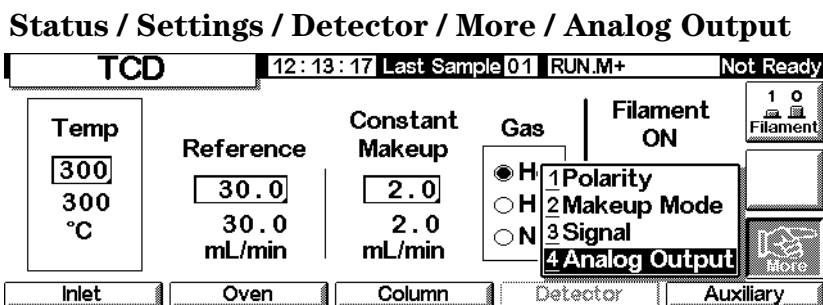 Status / Settings / Detector / More / Analog Output
TCD 12:13:17 Last Sample 01 RUN.M+ Not Ready
Temp
300
300
°C
Reference
30.0
30.0
mL/min
Constant
Makeup
2.0
2.0
mL/min
Gas
H
H
N
Filament
ON
1 0
Filament
1 Polarity
2 Makeup Mode
3 Signal
4 Analog Output
More
Inlet Oven Column Detector Auxiliary